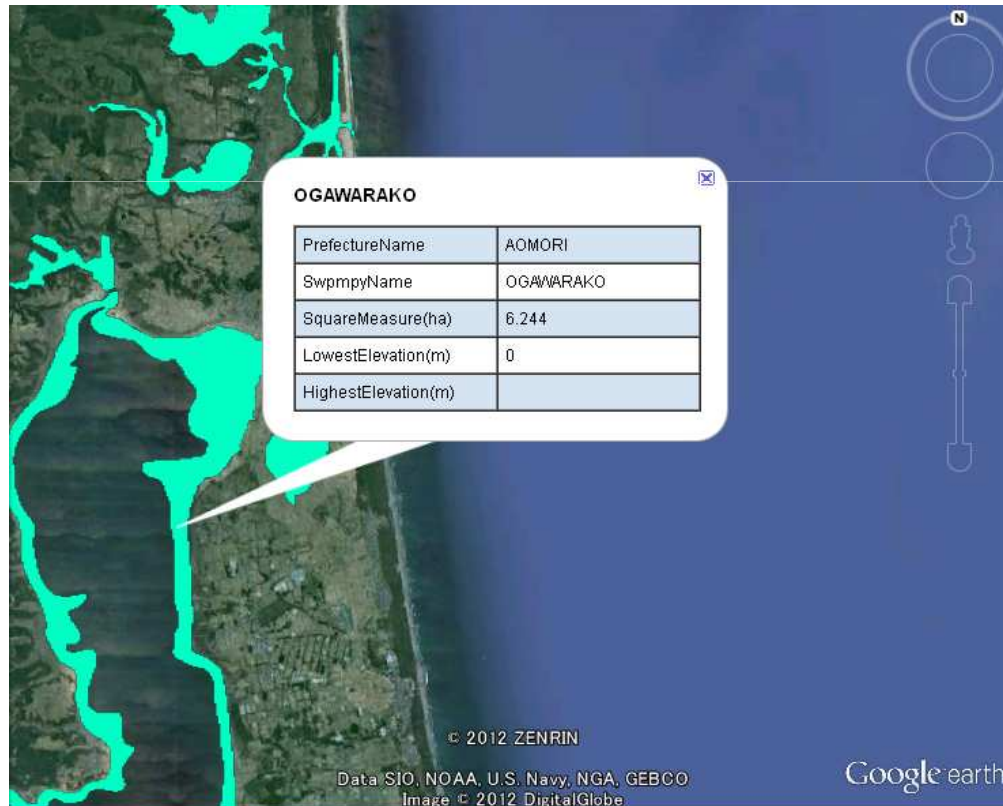 N
OGAWARAKO
PrefectureName AOMORI
SwpmpyName OGAWARAKO
SquareMeasure(ha) 6.244
LowestElevation(m) 0
HighestElevation(m)
© 2012 ZENRIN
Data SIO, NOAA, U.S. Navy, NGA, GEBCO
Image © 2012 DigitalGlobe
Google earth